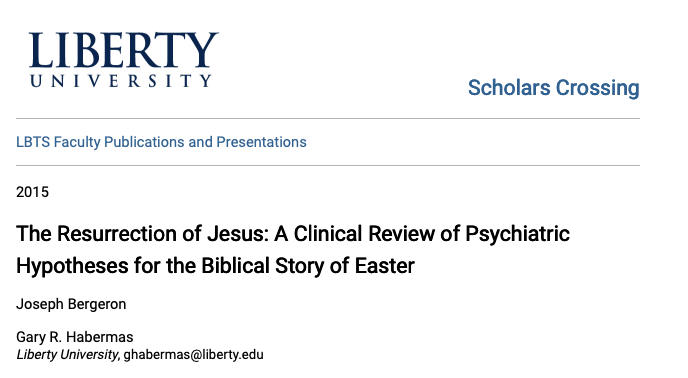 LIBERTY
UNIVERSITY
Scholars Crossing
LBTS Faculty Publications and Presentations
2015
The Resurrection of Jesus: A Clinical Review of Psychiatric
Hypotheses for the Biblical Story of Easter
Joseph Bergeron
Gary R. Habermas
Liberty University, ghabermas@liberty.edu